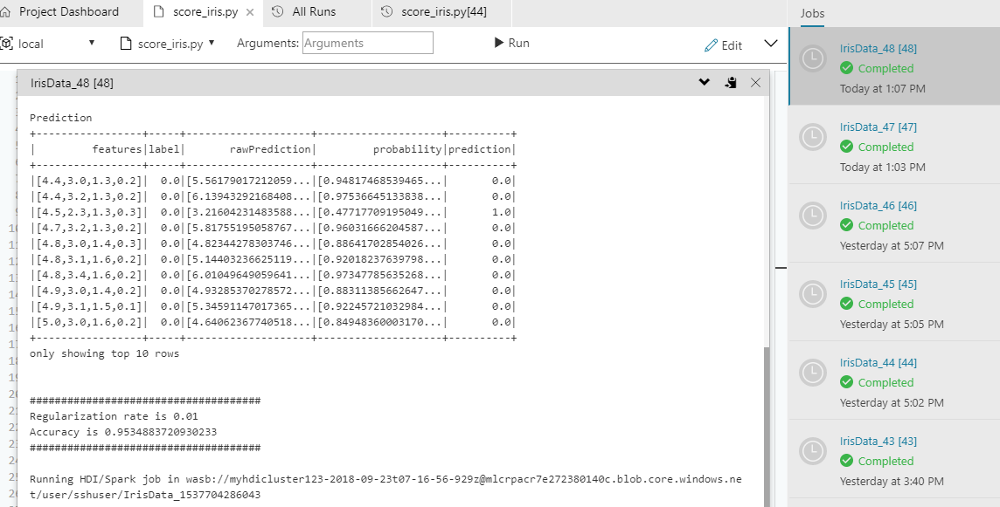 Project Dashboard score_iris.py All Runs score_iris.py[44]
local score_iris.py Arguments: Arguments Run Edit
IrisData_48 [48]
Prediction
+-----------------+-----+--------------------+--------------------+----------+
|         features|label|       rawPrediction|         probability|prediction|
+-----------------+-----+--------------------+--------------------+----------+
|[4.4,3.0,1.3,0.2]|  0.0|[5.56179017212059...|[0.94817468539465...|       0.0|
|[4.4,3.2,1.3,0.2]|  0.0|[6.13943292168408...|[0.97536645133838...|       0.0|
|[4.5,2.3,1.3,0.3]|  0.0|[3.21604231483588...|[0.47717709195049...|       1.0|
|[4.7,3.2,1.3,0.2]|  0.0|[5.81755195058767...|[0.96031666204587...|       0.0|
|[4.8,3.0,1.4,0.3]|  0.0|[4.82344278303746...|[0.88641702854026...|       0.0|
|[4.8,3.1,1.6,0.2]|  0.0|[5.14403236625119...|[0.92018237639798...|       0.0|
|[4.8,3.4,1.6,0.2]|  0.0|[6.01049649059641...|[0.97347785635268...|       0.0|
|[4.9,3.0,1.4,0.2]|  0.0|[4.93285370278572...|[0.88311385662647...|       0.0|
|[4.9,3.1,1.5,0.1]|  0.0|[5.34591147017365...|[0.92245721032984...|       0.0|
|[5.0,3.0,1.6,0.2]|  0.0|[4.64062367740518...|[0.84948360003170...|       0.0|
+-----------------+-----+--------------------+--------------------+----------+
only showing top 10 rows
#####################################
Regularization rate is 0.01
Accuracy is 0.9534883720930233
#####################################
Running HDI/Spark job in wasb://myhdicluster123-2018-09-23t07-16-56-929z@mlcrpacr7e272380140c.blob.core.windows.ne
t/user/sshuser/IrisData_1537704286043
Jobs
IrisData_48 [48]
Completed
Today at 1:07 PM
IrisData_47 [47]
Completed
Today at 1:03 PM
IrisData_46 [46]
Completed
Yesterday at 5:07 PM
IrisData_45 [45]
Completed
Yesterday at 5:05 PM
IrisData_44 [44]
Completed
Yesterday at 5:02 PM
IrisData_43 [43]
Completed
Yesterday at 3:40 PM